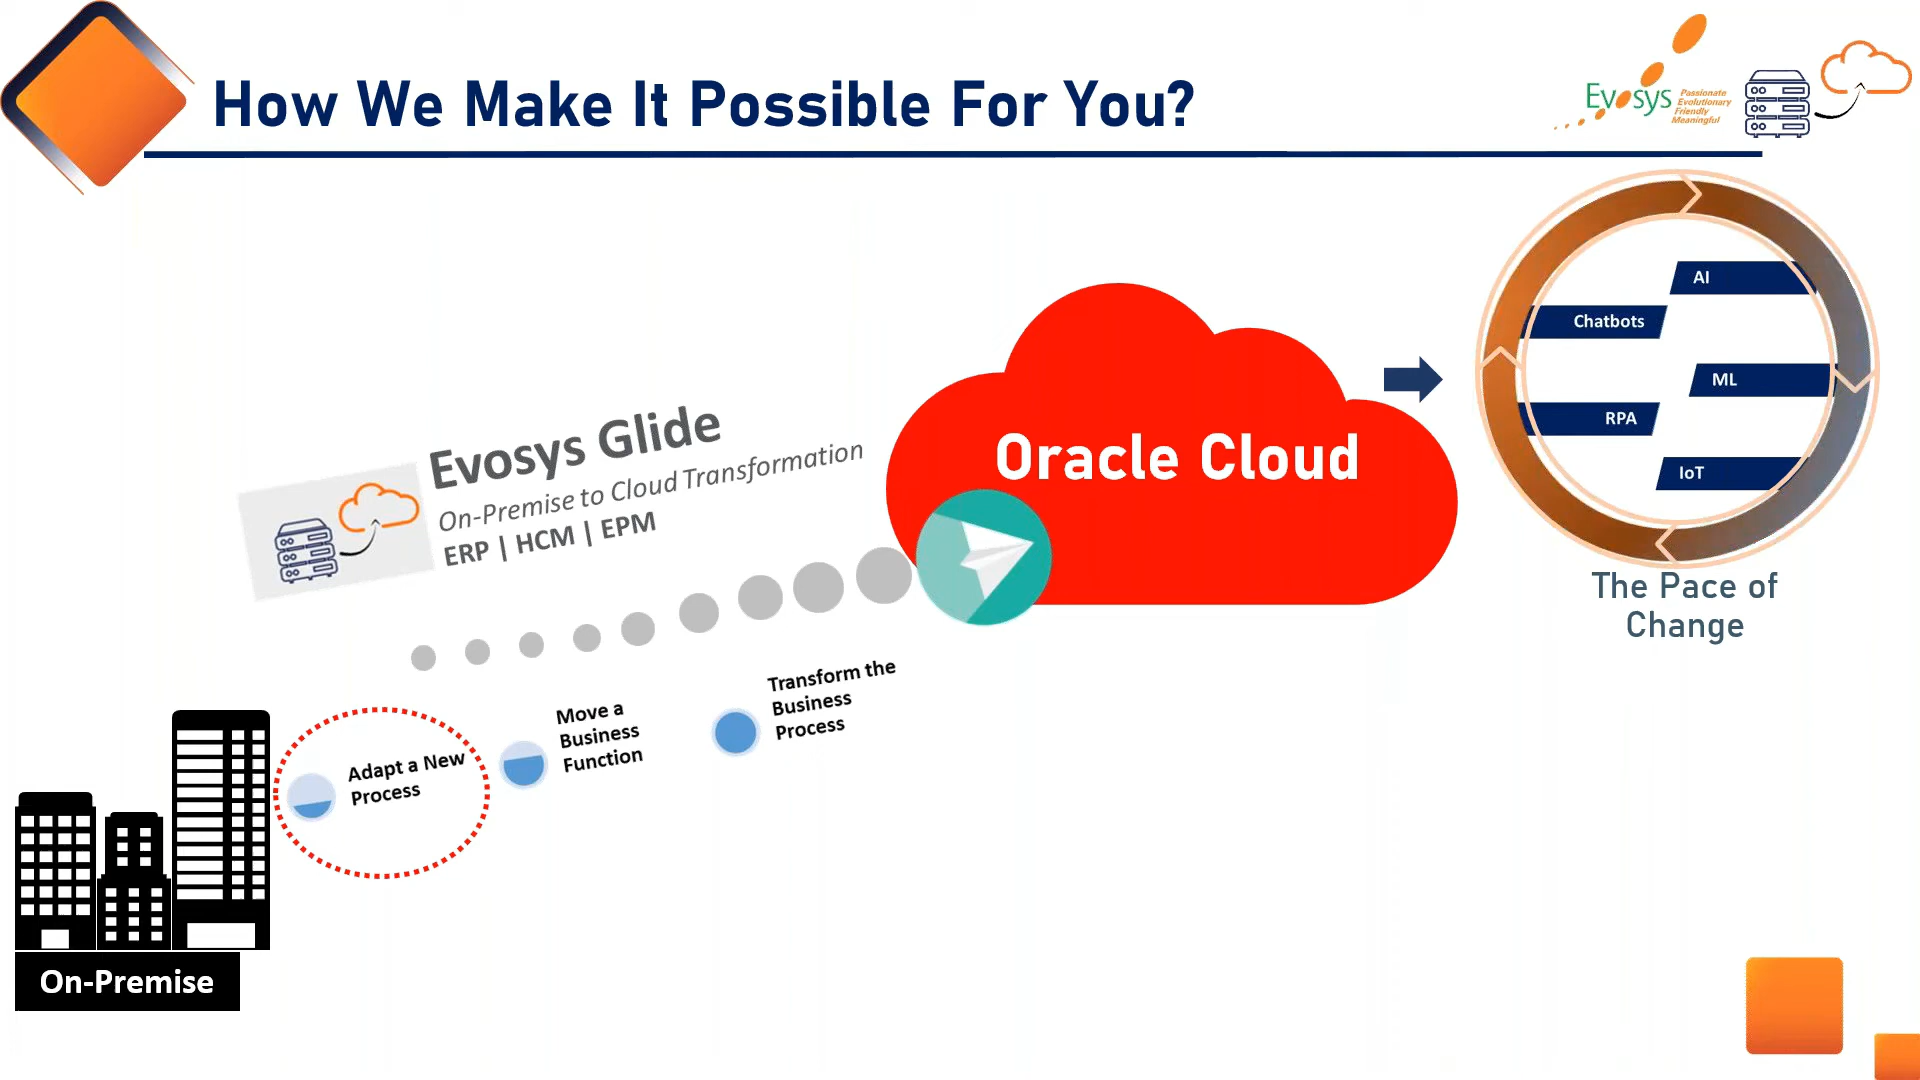 How We Make It Possible For You?
Evosys
Passionate
Evolutionary
Friendly
Meaningful
AI
Chatbots
ML
RPA
IoT
The Pace of
Change
Oracle Cloud
Evosys Glide
On-Premise to Cloud Transformation
ERP | HCM | EPM
Transform the
Business
Process
Move a
Business
Function
Adapt a New
Process
On-Premise